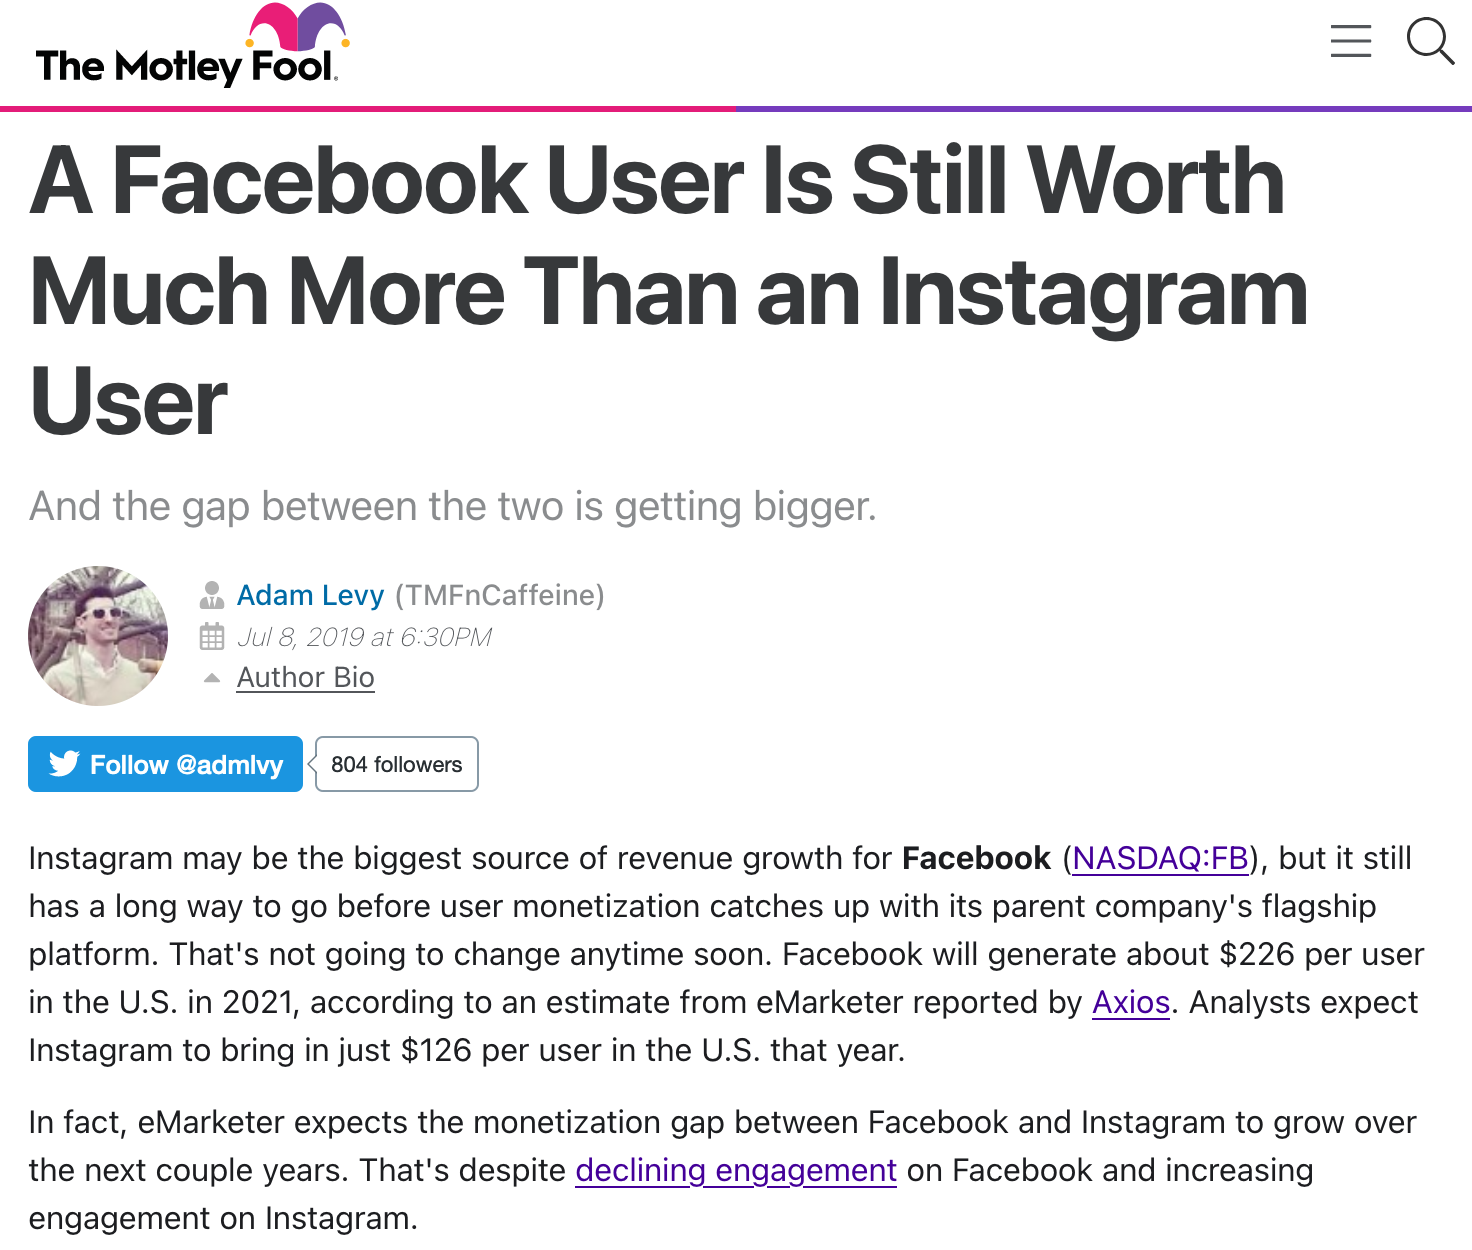 The Motley Fool.
A Facebook User Is Still Worth
Much More Than an Instagram
User
And the gap between the two is getting bigger.
Adam Levy (TMFnCaffeine)
Jul 8, 2019 at 6:30PM
Author Bio
Follow @admlvy
804 followers
Instagram may be the biggest source of revenue growth for Facebook (NASDAQ:FB), but it still
has a long way to go before user monetization catches up with its parent company's flagship
platform. That's not going to change anytime soon. Facebook will generate about $226 per user
in the U.S. in 2021, according to an estimate from eMarketer reported by Axios. Analysts expect
Instagram to bring in just $126 per user in the U.S. that year.
In fact, eMarketer expects the monetization gap between Facebook and Instagram to grow over
the next couple years. That's despite declining engagement on Facebook and increasing
engagement on Instagram.